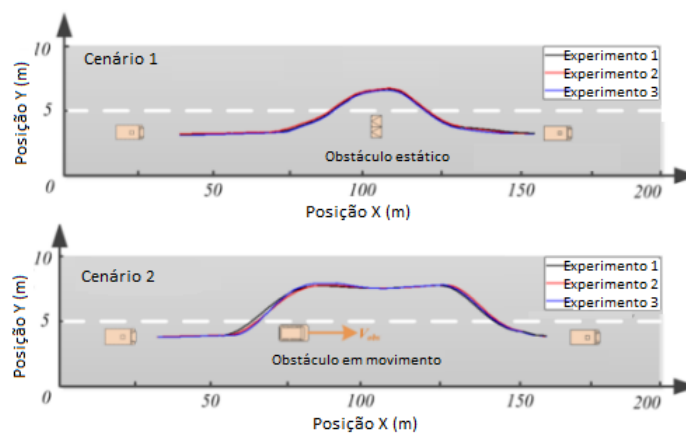 Cenário 1
Experimento 1
Experimento 2
Experimento 3
Posição Y (m)
10
5
0
Obstáculo estático
50
100
150
200
Posição X (m)
Cenário 2
Experimento 1
Experimento 2
Experimento 3
Posição Y (m)
10
5
0
V_obs
Obstáculo em movimento
50
100
150
200
Posição X (m)